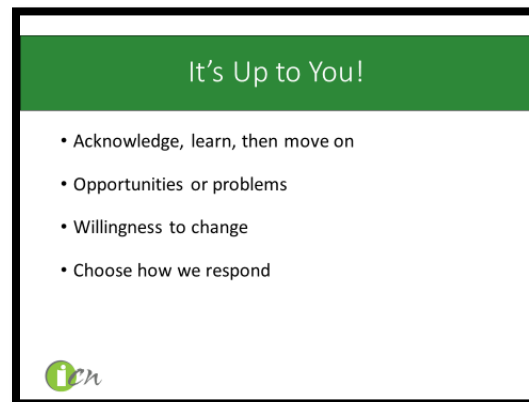 It's Up to You!
• Acknowledge, learn, then move on
• Opportunities or problems
• Willingness to change
• Choose how we respond
icn